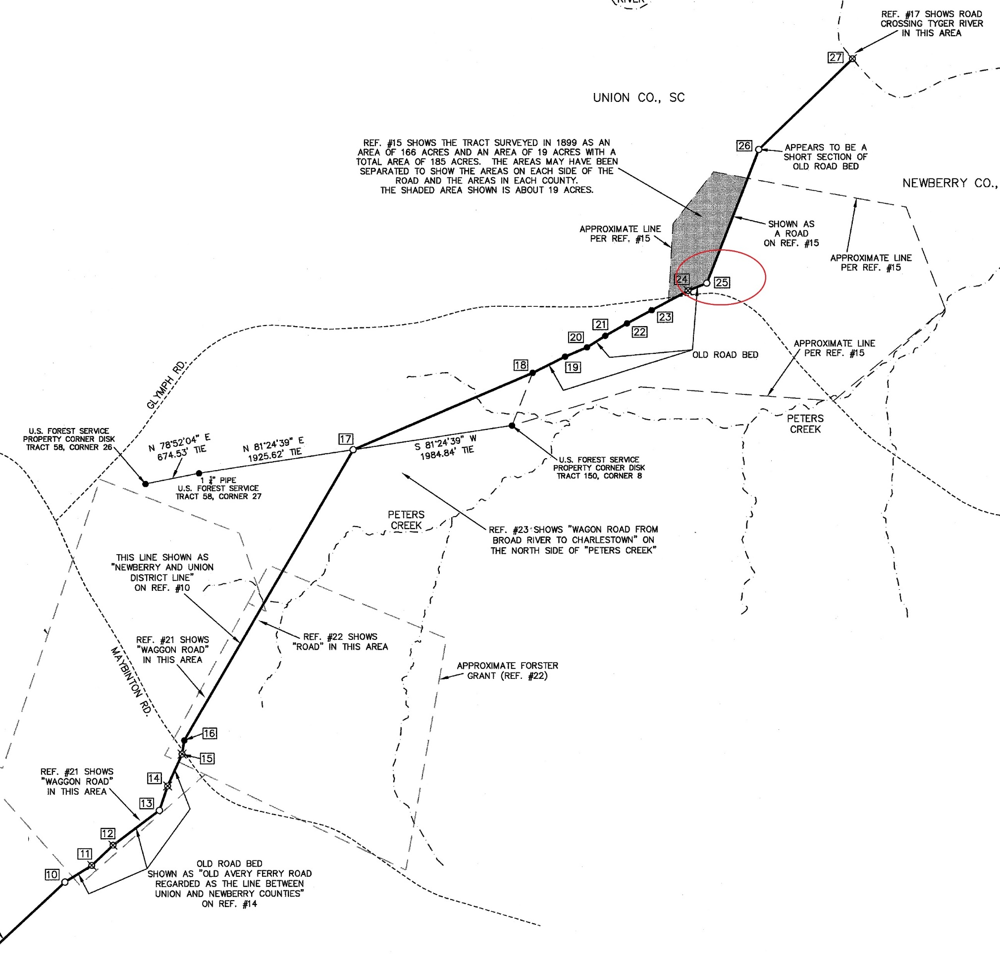 RIVER
REF. #17 SHOWS ROAD
CROSSING TYGER RIVER
IN THIS AREA
27
UNION CO., SC
REF. #15 SHOWS THE TRACT SURVEYED IN 1899 AS AN
AREA OF 166 ACRES AND AN AREA OF 19 ACRES WITH A
TOTAL AREA OF 185 ACRES. THE AREAS MAY HAVE BEEN
SEPARATED TO SHOW THE AREAS ON EACH SIDE OF THE
ROAD AND THE AREAS IN EACH COUNTY.
THE SHADED AREA SHOWN IS ABOUT 19 ACRES.
26
APPEARS TO BE A
SHORT SECTION OF
OLD ROAD BED
NEWBERRY CO.,
APPROXIMATE LINE
PER REF. #15
SHOWN AS
A ROAD
ON REF. #15
APPROXIMATE LINE
PER REF. #15
24
25
23
22
21
20
19
18
OLD ROAD BED
APPROXIMATE LINE
PER REF. #15
GLYMPH RD.
PETERS
CREEK
U.S. FOREST SERVICE
PROPERTY CORNER DISK
TRACT 58, CORNER 26
N 78°52'04" E
674.53' TIE
N 81°24'39" E
1925.62' TIE
17
S 81°24'39" W
1984.84' TIE
U.S. FOREST SERVICE
PROPERTY CORNER DISK
TRACT 150, CORNER 8
1 ¼" PIPE
U.S. FOREST SERVICE
TRACT 58, CORNER 27
PETERS
CREEK
REF. #23 SHOWS "WAGON ROAD FROM
BROAD RIVER TO CHARLESTOWN" ON
THE NORTH SIDE OF "PETERS CREEK"
THIS LINE SHOWN AS
"NEWBERRY AND UNION
DISTRICT LINE"
ON REF. #10
REF. #21 SHOWS
"WAGGON ROAD"
IN THIS AREA
REF. #22 SHOWS
"ROAD" IN THIS AREA
MAYBINTON RD.
APPROXIMATE FORSTER
GRANT (REF. #22)
16
15
14
REF. #21 SHOWS
"WAGGON ROAD"
IN THIS AREA
13
12
11
10
OLD ROAD BED
SHOWN AS "OLD AVERY FERRY ROAD
REGARDED AS THE LINE BETWEEN
UNION AND NEWBERRY COUNTIES"
ON REF. #14